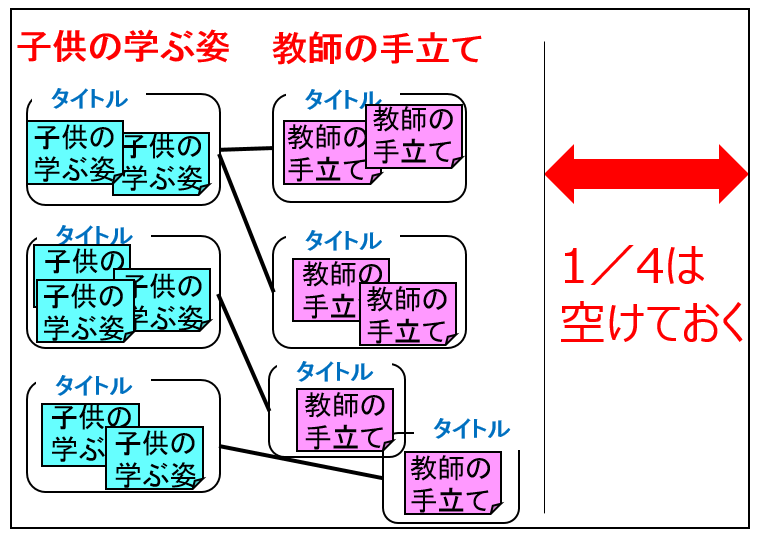 子供の学ぶ姿
教師の手立て
タイトル
子供の
学ぶ姿
子供の
学ぶ姿
タイトル
教師の
手立て
教師の
手立て
タイトル
子供の
子供の
学ぶ姿
子供の
学ぶ姿
タイトル
教師の
手立て
教師の
手立て
タイトル
子供の
学ぶ姿
子供の
学ぶ姿
タイトル
教師の
手立て
タイトル
教師の
手立て
1／4は
空けておく